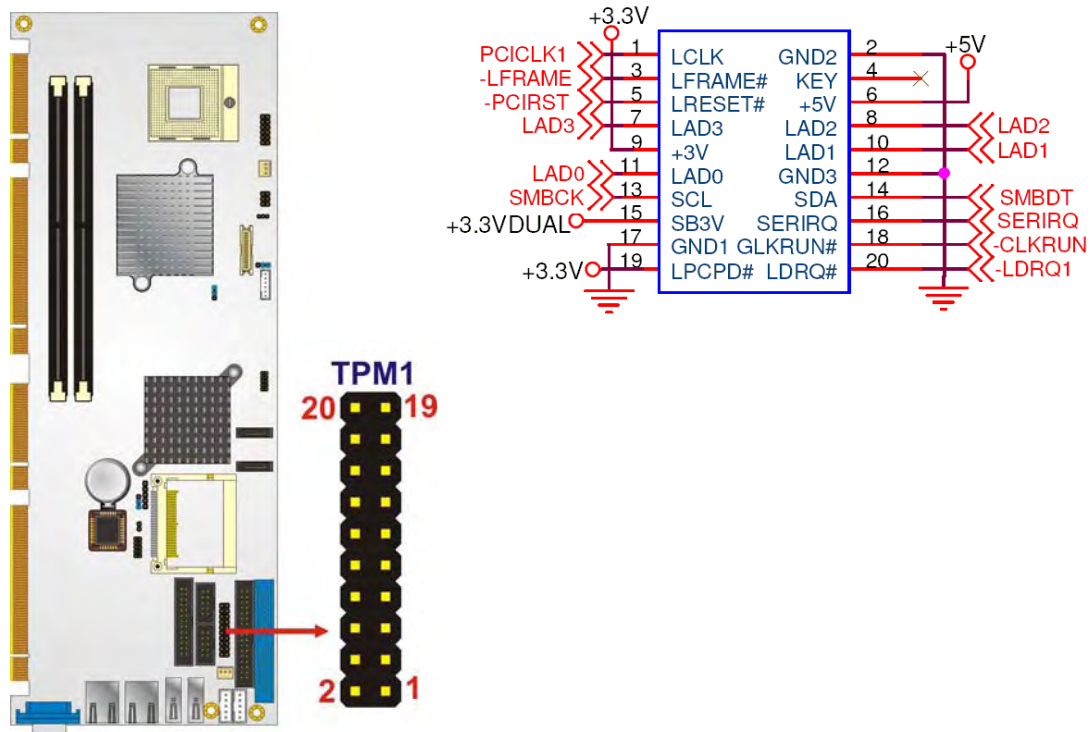 +3.3V
PCICLK1 1 LCLK GND2 2 +5V
-LFRAME 3 LFRAME# KEY 4
-PCIRST 5 LRESET# +5V 6
LAD3 7 LAD3 LAD2 8 LAD2
9 +3V LAD1 10 LAD1
LAD0 11 LAD0 GND3 12
SMBCK 13 SCL SDA 14 SMBDT
+3.3VDUAL 15 SB3V SERIRQ 16 SERIRQ
17 GND1 GLKRUN# 18 -CLKRUN
+3.3V 19 LPCPD# LDRQ# 20 -LDRQ1
TPM1
20 19
2 1